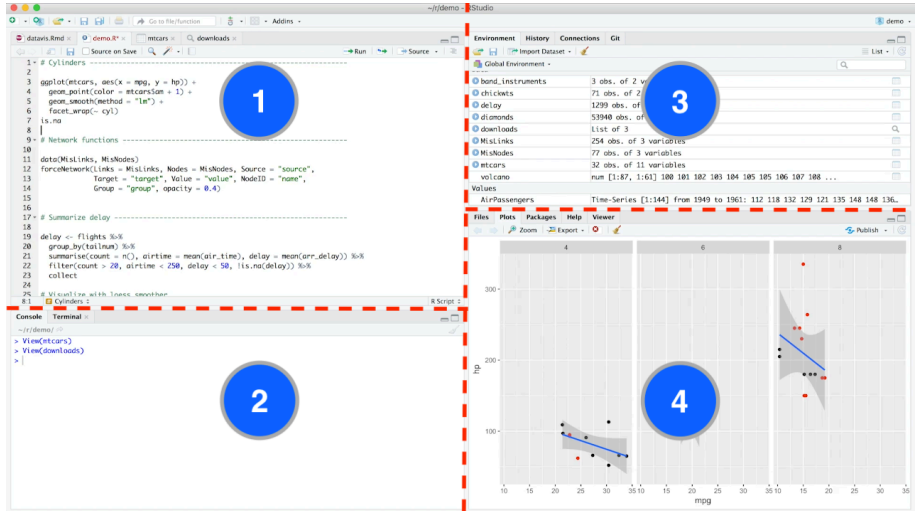 ~/r/demo - RStudio
Go to file/function
Addins
demo
datavis.Rmd
demo.R*
mtcars
downloads
Source on Save
Run
Source
1 # Cylinders
2
3 ggplot(mtcars, aes(x = mpg, y = hp)) +
4 geom_point(color = mtcars$am + 1) +
5 geom_smooth(method = "lm") +
6 facet_wrap(~ cyl)
7 is.na
8
9 # Network functions
10
11 data(MisLinks, MisNodes)
12 forceNetwork(Links = MisLinks, Nodes = MisNodes, Source = "source",
13 Target = "target", Value = "value", NodeID = "name",
14 Group = "group", opacity = 0.4)
15
16
17 # Summarize delay
18
19 delay <- flights %>%
20 group_by(tailnum) %>%
21 summarise(count = n(), airtime = mean(air_time), delay = mean(arr_delay)) %>%
22 filter(count > 20, airtime < 250, delay < 50, !is.na(delay)) %>%
23 collect
24
25 # Visualize with loess smoother
8:1 Cylinders
R Script
1
Console Terminal
~/r/demo/
> View(mtcars)
> View(downloads)
>
2
Environment History Connections Git
Import Dataset
List
Global Environment
Data
band_instruments 3 obs. of 2 va
chickwts 71 obs. of 2
delay 1299 obs. of
diamonds 53940 obs. of
downloads List of 3
MisLinks 254 obs. of 3 variables
MisNodes 77 obs. of 3 variables
mtcars 32 obs. of 11 variables
volcano num [1:87, 1:61] 100 101 102 103 104 105 105 106 107 108 ...
Values
AirPassengers Time-Series [1:144] from 1949 to 1961: 112 118 132 129 121 135 148 148 136…
3
Files Plots Packages Help Viewer
Zoom Export
Publish
4 6 8
300
200
100
hp
10 15 20 25 30 35 10 15 20 25 30 35 10 15 20 25 30 35
mpg
4